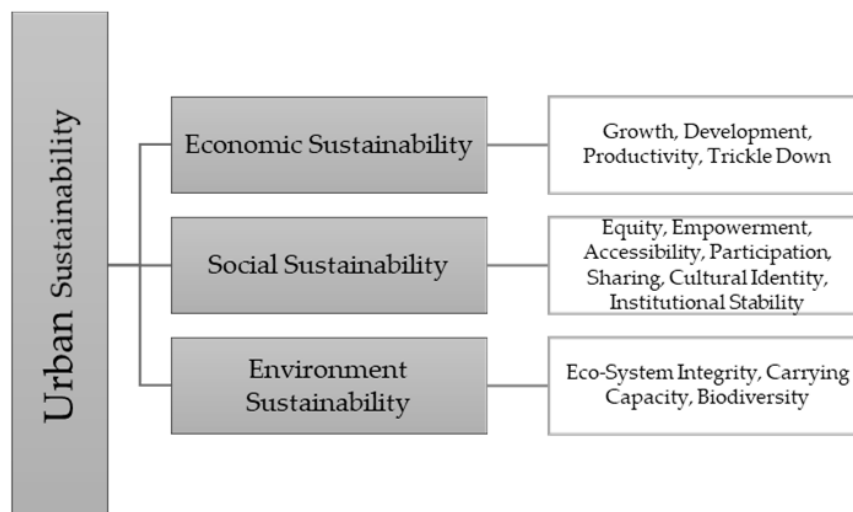 Urban Sustainability
Economic Sustainability
Growth, Development,
Productivity, Trickle Down
Social Sustainability
Equity, Empowerment,
Accessibility, Participation,
Sharing, Cultural Identity,
Institutional Stability
Environment
Sustainability
Eco-System Integrity, Carrying
Capacity, Biodiversity